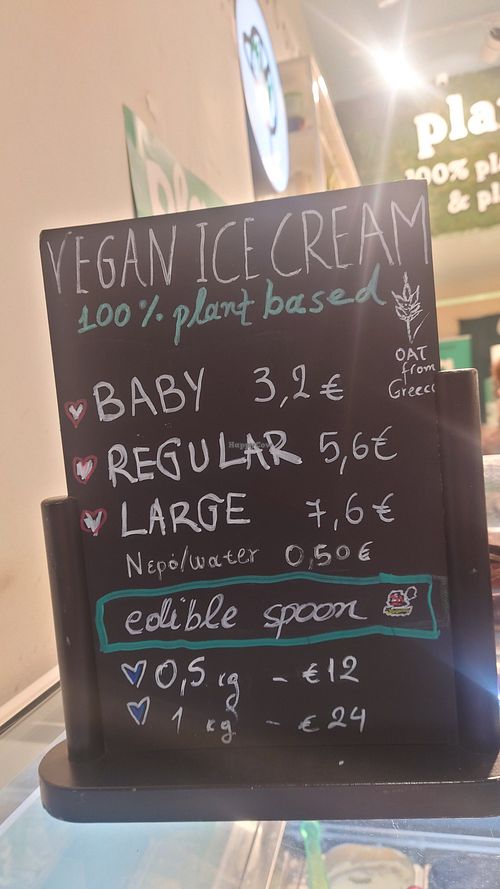 pla
100% pl
& pl
VEGAN ICE CREAM
100% plant based
OAT
from
Greece
BABY 3,2 €
REGULAR 5,6€
LARGE 7,6 €
Νερό/water 0,50 €
edible spoon
0,5 kg - €12
1 kg - € 24